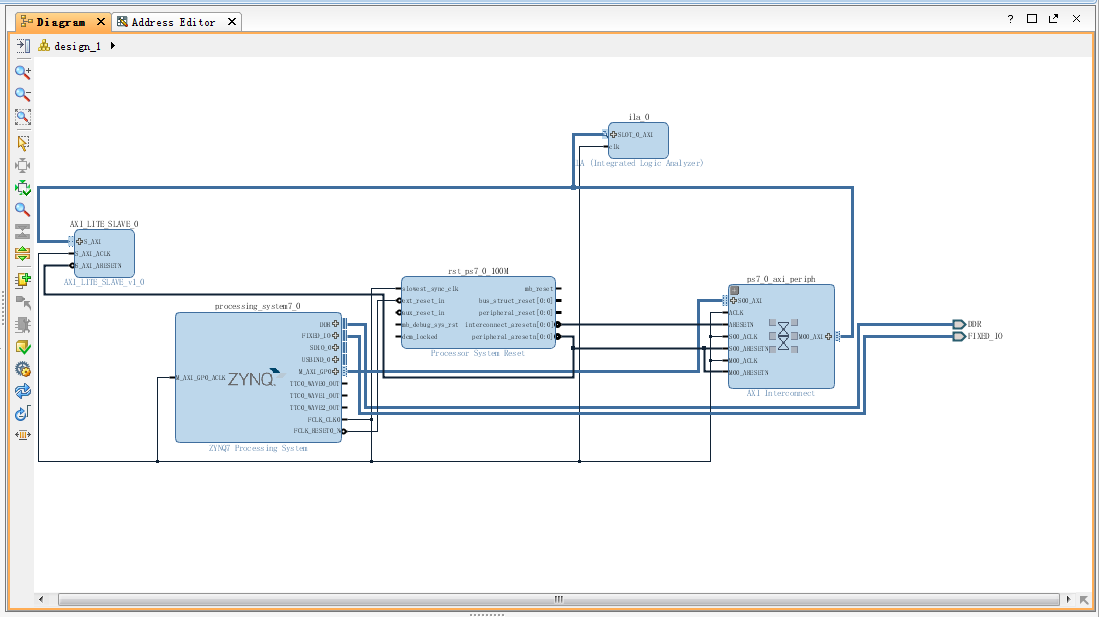 Diagram
Address Editor
design_1
ila_0
SLOT_0_AXI
clk
ILA (Integrated Logic Analyzer)
AXI_LITE_SLAVE_0
S_AXI
S_AXI_ACLK
S_AXI_ARESETN
AXI_LITE_SLAVE_v1_0
processing_system7_0
DDR
FIXED_IO
SDIO_0
USBIND_0
M_AXI_GP0
M_AXI_GP0_ACLK
ZYNQ
TTC0_WAVE0_OUT
TTC0_WAVE1_OUT
TTC0_WAVE2_OUT
FCLK_CLK0
FCLK_RESET0_N
ZYNQ7 Processing System
rst_ps7_0_100M
slowest_sync_clk
ext_reset_in
aux_reset_in
mb_debug_sys_rst
dcm_locked
mb_reset
bus_struct_reset[0:0]
peripheral_reset[0:0]
interconnect_aresetn[0:0]
peripheral_aresetn[0:0]
Processor System Reset
ps7_0_axi_periph
S00_AXI
ACLK
ARESETN
S00_ACLK
S00_ARESETN
M00_ACLK
M00_ARESETN
M00_AXI
AXI Interconnect
DDR
FIXED_IO